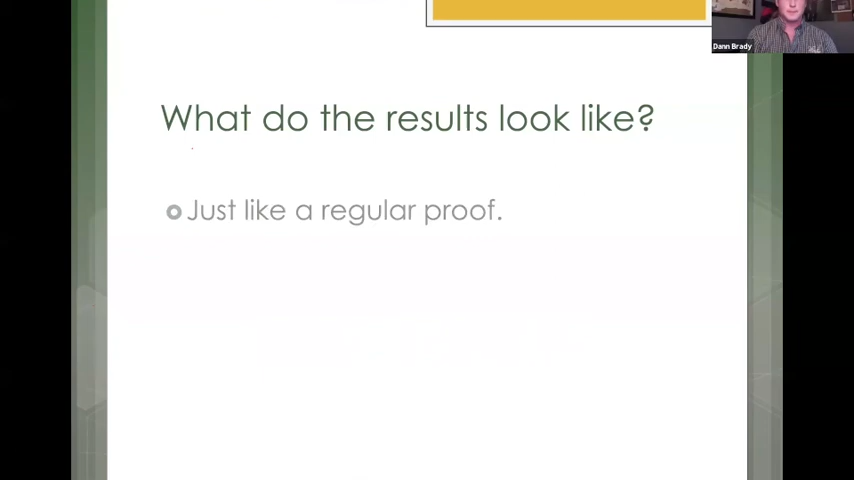 Dann Brady
What do the results look like?
Just like a regular proof.